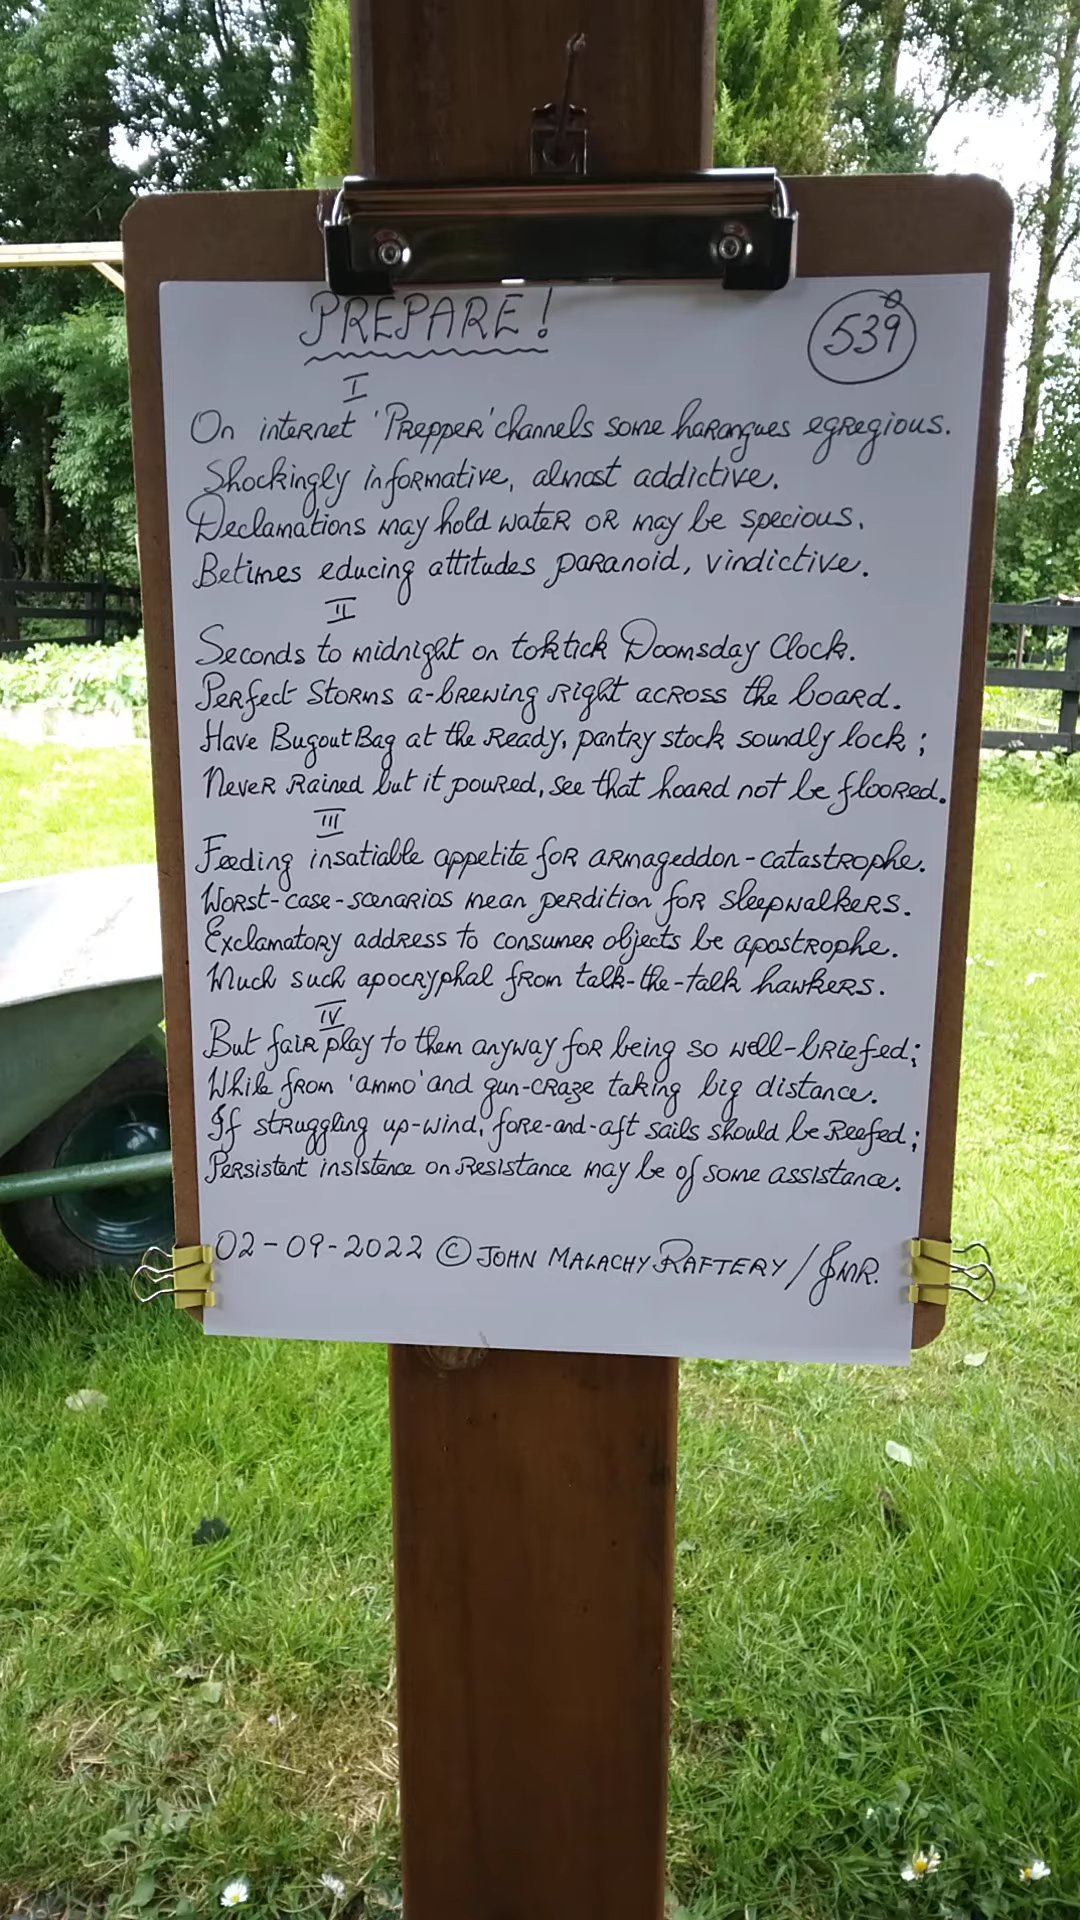 PREPARE!
539
I
On internet 'Prepper' channels some harangues egregious.
Shockingly informative, almost addictive.
Declamations may hold water or may be specious.
Betimes educing attitudes paranoid, vindictive.
II
Seconds to midnight on toktick Doomsday Clock.
Perfect Storms a-brewing right across the board.
Have Bugout Bag at the Ready, pantry stock soundly lock;
Never Rained but it poured, see that hoard not be floored.
III
Feeding insatiable appetite for armageddon-catastrophe.
Worst-case-scenarios mean perdition for sleepwalkers.
Exclamatory address to consumer objects be apostrophe.
Much such apocryphal from talk-the-talk hawkers.
IV
But fair play to them anyway for being so well-briefed;
While from 'ammo' and gun-craze taking big distance.
If struggling up-wind, fore-and-aft sails should be Reefed;
Persistent insistence on Resistance may be of some assistance.
02-09-2022 © JOHN MALACHY RAFTERY / JMR.